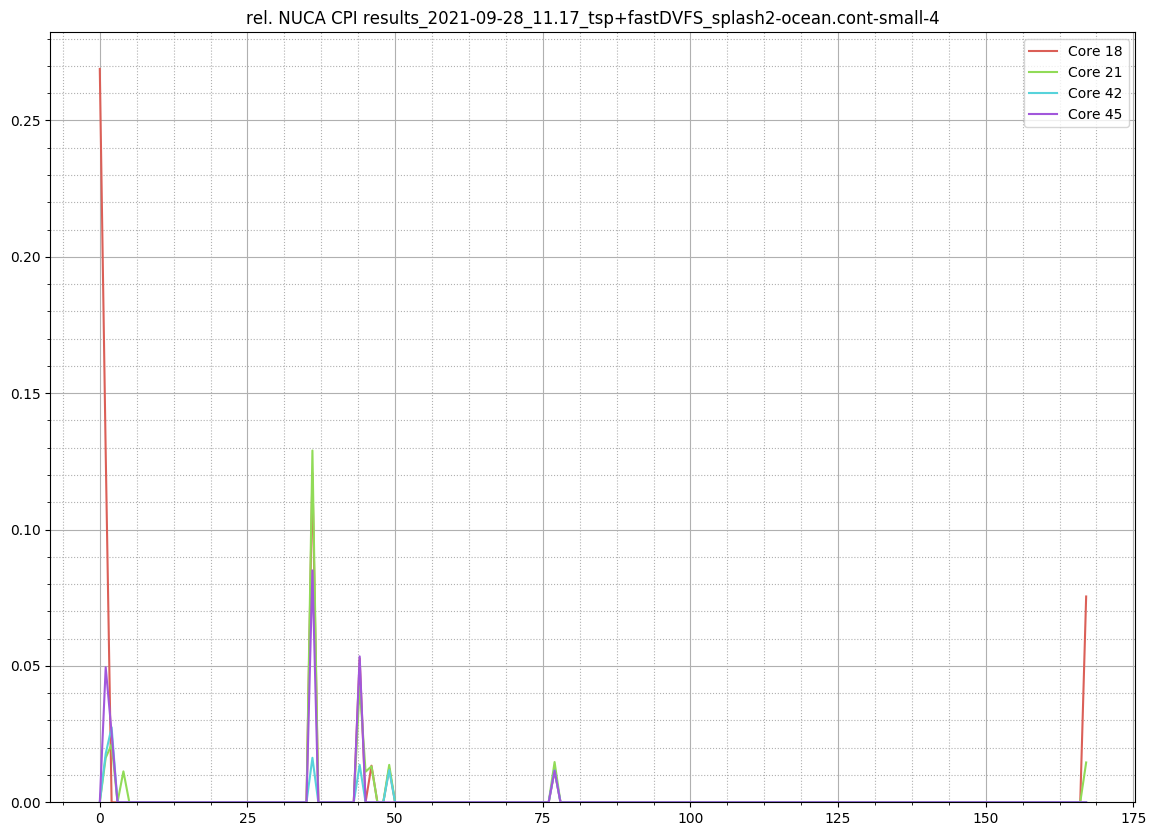 rel. NUCA CPI results_2021-09-28_11.17_tsp+fastDVFS_splash2-ocean.cont-small-4
Core 18
Core 21
Core 42
Core 45
0.25
0.20
0.15
0.10
0.05
0.00
0 25 50 75 100 125 150 175